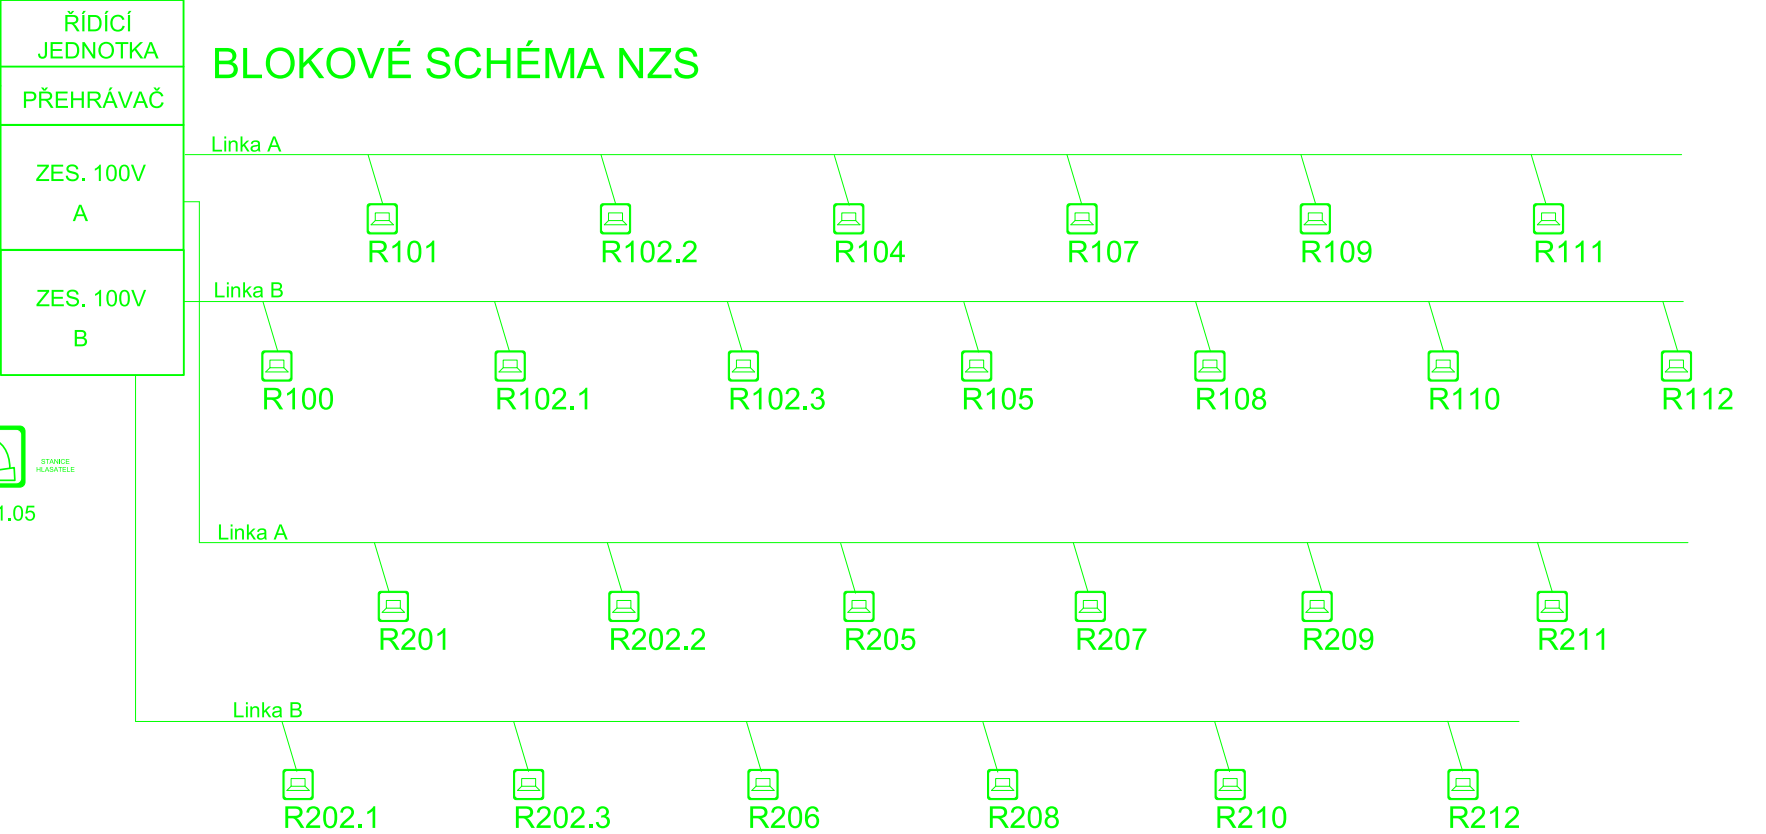 ŘÍDÍCÍ
JEDNOTKA
BLOKOVÉ SCHÉMA NZS
PŘEHRÁVAČ
ZES. 100V
A
ZES. 100V
B
Linka A
R101 R102.2 R104 R107 R109 R111
Linka B
R100 R102.1 R102.3 R105 R108 R110 R112
STANICE
HLASATELE
1.05
Linka A
R201 R202.2 R205 R207 R209 R211
Linka B
R202.1 R202.3 R206 R208 R210 R212